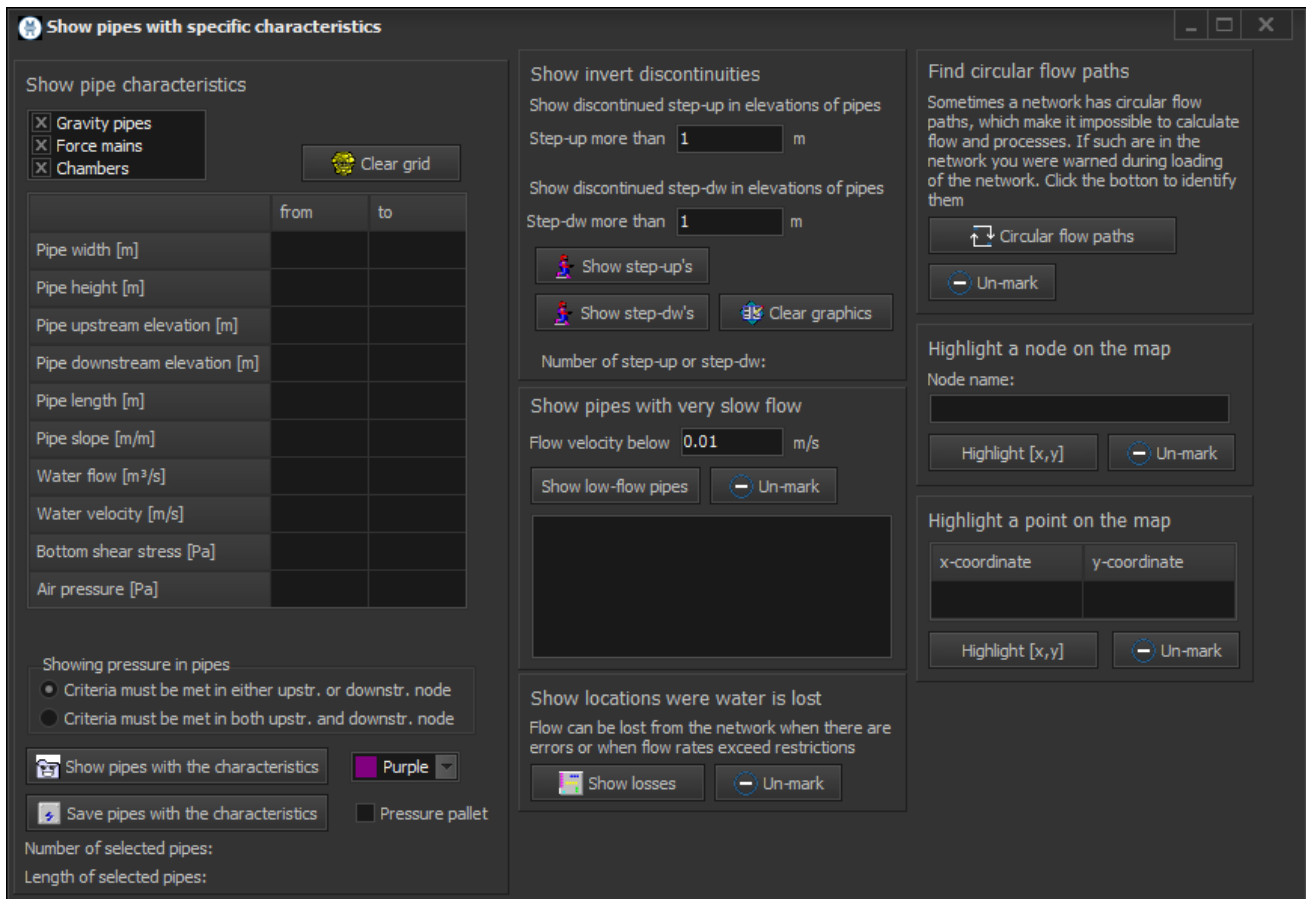 Show pipes with specific characteristics
Show pipe characteristics
Gravity pipes
Force mains
Chambers
Clear grid
from to
Pipe width [m]
Pipe height [m]
Pipe upstream elevation [m]
Pipe downstream elevation [m]
Pipe length [m]
Pipe slope [m/m]
Water flow [m³/s]
Water velocity [m/s]
Bottom shear stress [Pa]
Air pressure [Pa]
Showing pressure in pipes
Criteria must be met in either upstr. or downstr. node
Criteria must be met in both upstr. and downstr. node
Show pipes with the characteristics
Purple
Save pipes with the characteristics
Pressure pallet
Number of selected pipes:
Length of selected pipes:
Show invert discontinuities
Show discontinued step-up in elevations of pipes
Step-up more than 1 m
Show discontinued step-dw in elevations of pipes
Step-dw more than 1 m
Show step-up's
Show step-dw's
Clear graphics
Number of step-up or step-dw:
Show pipes with very slow flow
Flow velocity below 0.01 m/s
Show low-flow pipes
Un-mark
Show locations were water is lost
Flow can be lost from the network when there are
errors or when flow rates exceed restrictions
Show losses
Un-mark
Find circular flow paths
Sometimes a network has circular flow
paths, which make it impossible to calculate
flow and processes. If such are in the
network you were warned during loading
of the network. Click the botton to identify
them
Circular flow paths
Un-mark
Highlight a node on the map
Node name:
Highlight [x,y]
Un-mark
Highlight a point on the map
x-coordinate y-coordinate
Highlight [x,y]
Un-mark